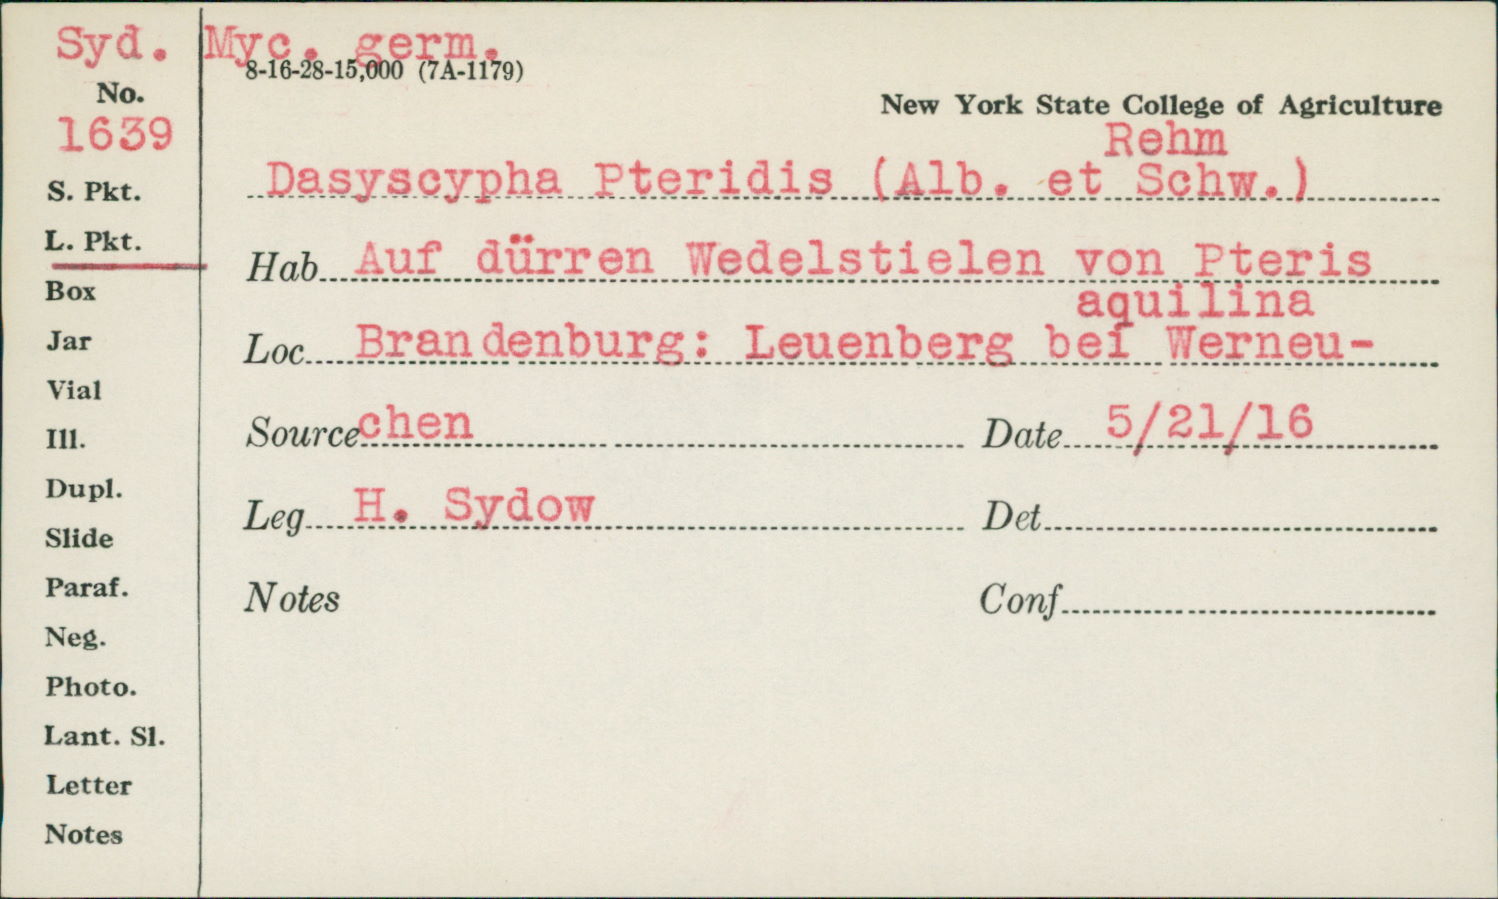 Syd. Myc. germ.
8-16-28-15,000 (7A-1179)
No.
1639
New York State College of Agriculture
Rehm
Dasyscypha Pteridis (Alb. et Schw.)
S. Pkt.
L. Pkt.
Hab. Auf dürren Wedelstielen von Pteris
aquilina
Box
Jar
Loc. Brandenburg: Leuenberg bei Werneu-
Vial
Ill.
Source chen Date 5/21/16
Dupl.
Leg. H. Sydow Det.
Slide
Paraf.
Notes Conf.
Neg.
Photo.
Lant. Sl.
Letter
Notes